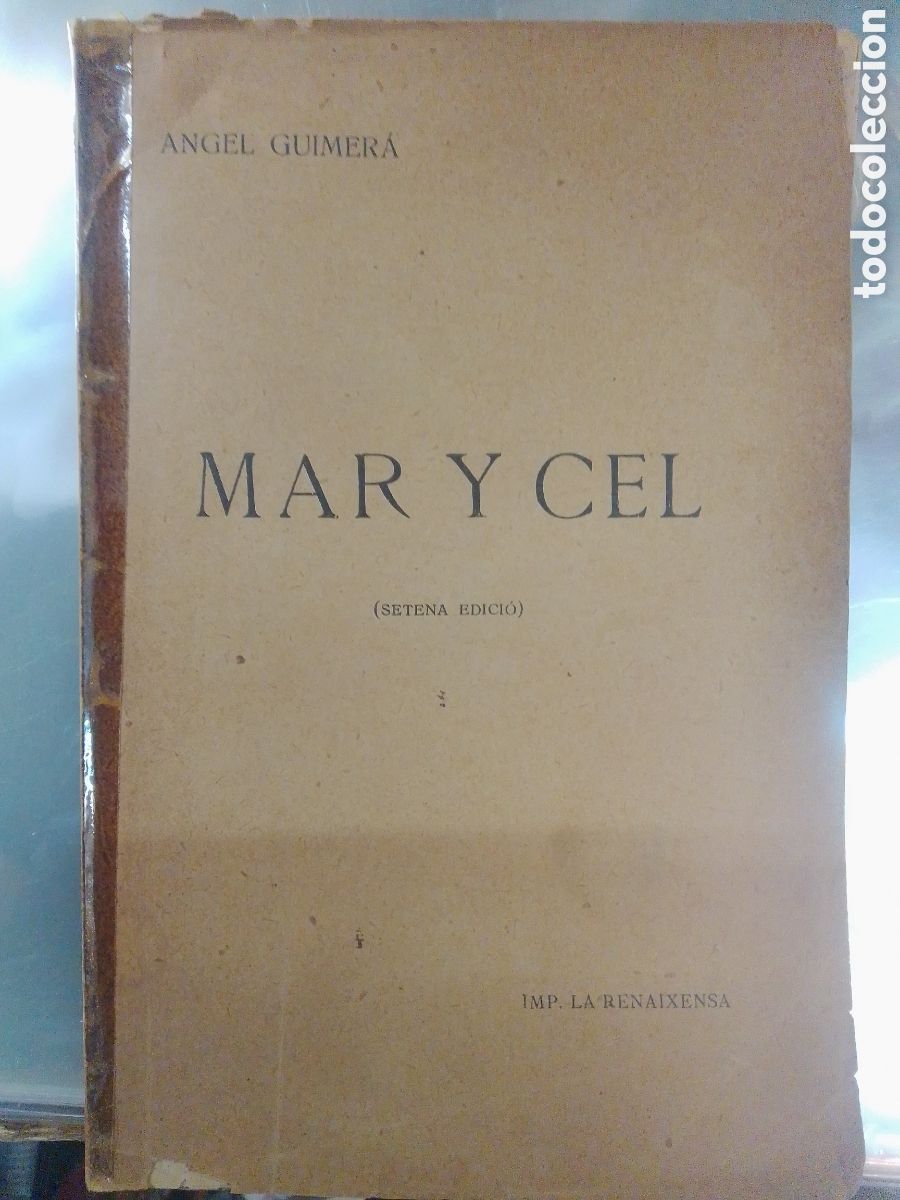 ANGEL GUIMERÁ
MAR Y CEL
(SETENA EDICIÓ)
IMP. LA RENAIXENSA
todocoleccion